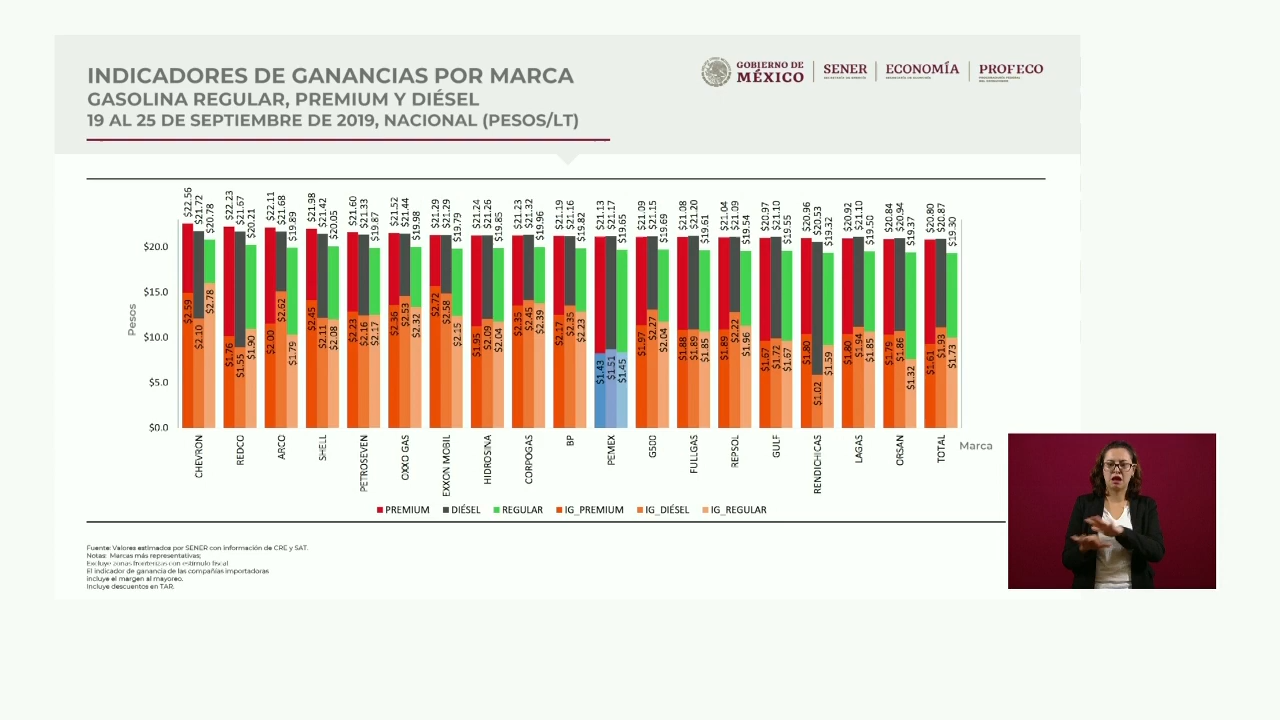 INDICADORES DE GANANCIAS POR MARCA
GASOLINA REGULAR, PREMIUM Y DIÉSEL
19 AL 25 DE SEPTIEMBRE DE 2019, NACIONAL (PESOS/LT)
GOBIERNO DE MÉXICO
SENER
ECONOMÍA
PROFECO
Pesos
$20.0
$15.0
$10.0
$5.0
$0.0
$22.56 $21.72 $20.78
$22.23 $21.67 $20.21
$22.11 $21.68 $19.89
$21.98 $21.42 $20.05
$21.60 $21.33 $19.87
$21.52 $21.44 $19.98
$21.29 $21.29 $19.79
$21.24 $21.26 $19.85
$21.23 $21.32 $19.96
$21.19 $21.16 $19.82
$21.13 $21.17 $19.65
$21.09 $21.15 $19.69
$21.08 $21.20 $19.61
$21.04 $21.09 $19.54
$20.97 $21.10 $19.55
$20.96 $20.53 $19.32
$20.92 $21.10 $19.50
$20.84 $20.94 $19.37
$20.80 $20.87 $19.30
$2.59 $2.10 $2.78
$1.76 $1.55 $1.90
$2.00 $2.62 $1.79
$2.45 $2.11 $2.08
$2.23 $2.16 $2.17
$2.36 $2.53 $2.32
$2.72 $2.58 $2.15
$1.95 $2.09 $2.04
$2.35 $2.45 $2.39
$2.17 $2.35 $2.23
$1.43 $1.51 $1.45
$1.97 $2.27 $2.04
$1.88 $1.89 $1.85
$1.89 $2.22 $1.96
$1.67 $1.72 $1.67
$1.80 $1.02 $1.59
$1.80 $1.94 $1.85
$1.79 $1.86 $1.32
$1.61 $1.93 $1.73
CHEVRON
REDCO
ARCO
SHELL
PETROSEVEN
OXXO GAS
EXXON MOBIL
HIDROSINA
CORPOGAS
BP
PEMEX
G500
FULLGAS
REPSOL
GULF
RENDICHICAS
LAGAS
ORSAN
TOTAL
Marca
PREMIUM DIÉSEL REGULAR IG_PREMIUM IG_DIÉSEL IG_REGULAR
Fuente: Valores estimados por SENER con información de CRE y SAT.
Notas: Marcas más representativas;
Excluye zonas fronterizas con estímulo fiscal
El indicador de ganancia de las compañías importadoras
incluye el margen al mayoreo.
Incluye descuentos en TAR.